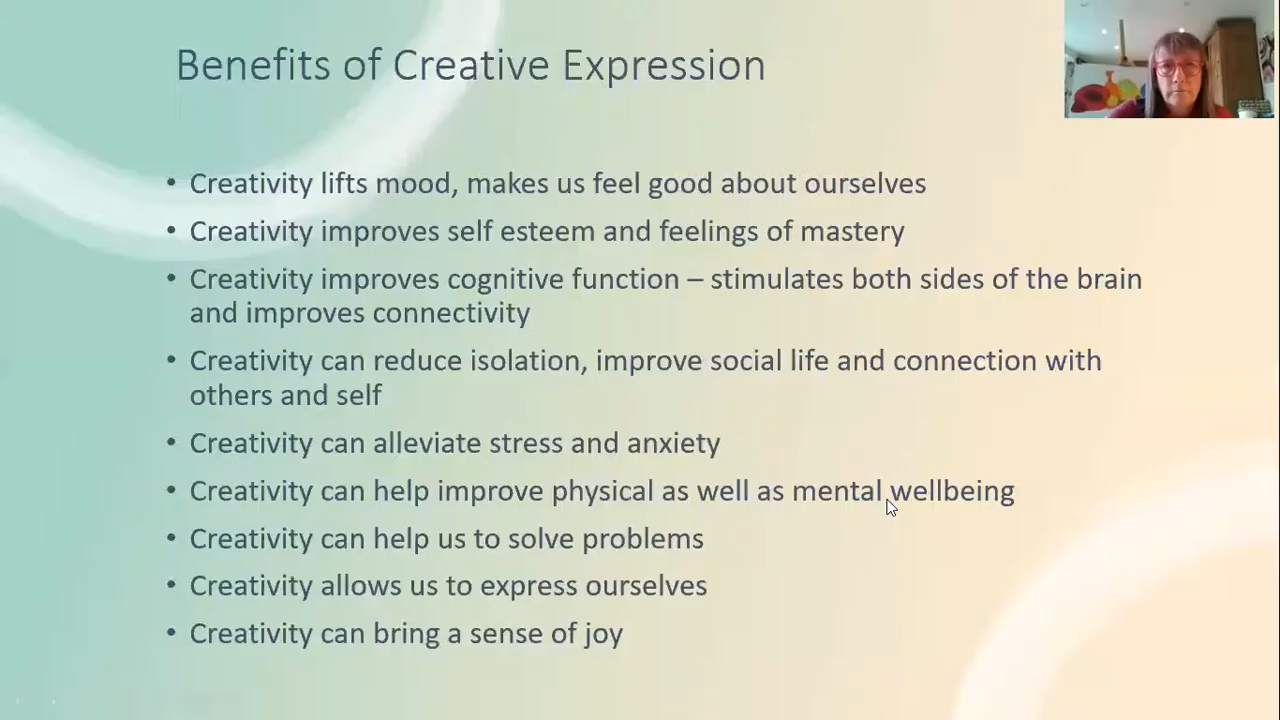 Benefits of Creative Expression
• Creativity lifts mood, makes us feel good about ourselves
• Creativity improves self esteem and feelings of mastery
• Creativity improves cognitive function – stimulates both sides of the brain
and improves connectivity
• Creativity can reduce isolation, improve social life and connection with
others and self
• Creativity can alleviate stress and anxiety
• Creativity can help improve physical as well as mental wellbeing
• Creativity can help us to solve problems
• Creativity allows us to express ourselves
• Creativity can bring a sense of joy